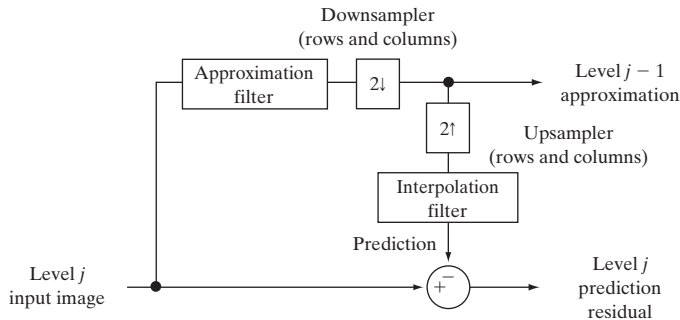 Downsampler
(rows and columns)
Approximation
filter
2↓
Level j − 1
approximation
2↑
Upsampler
(rows and columns)
Interpolation
filter
Prediction
Level j
input image
+
−
Level j
prediction
residual